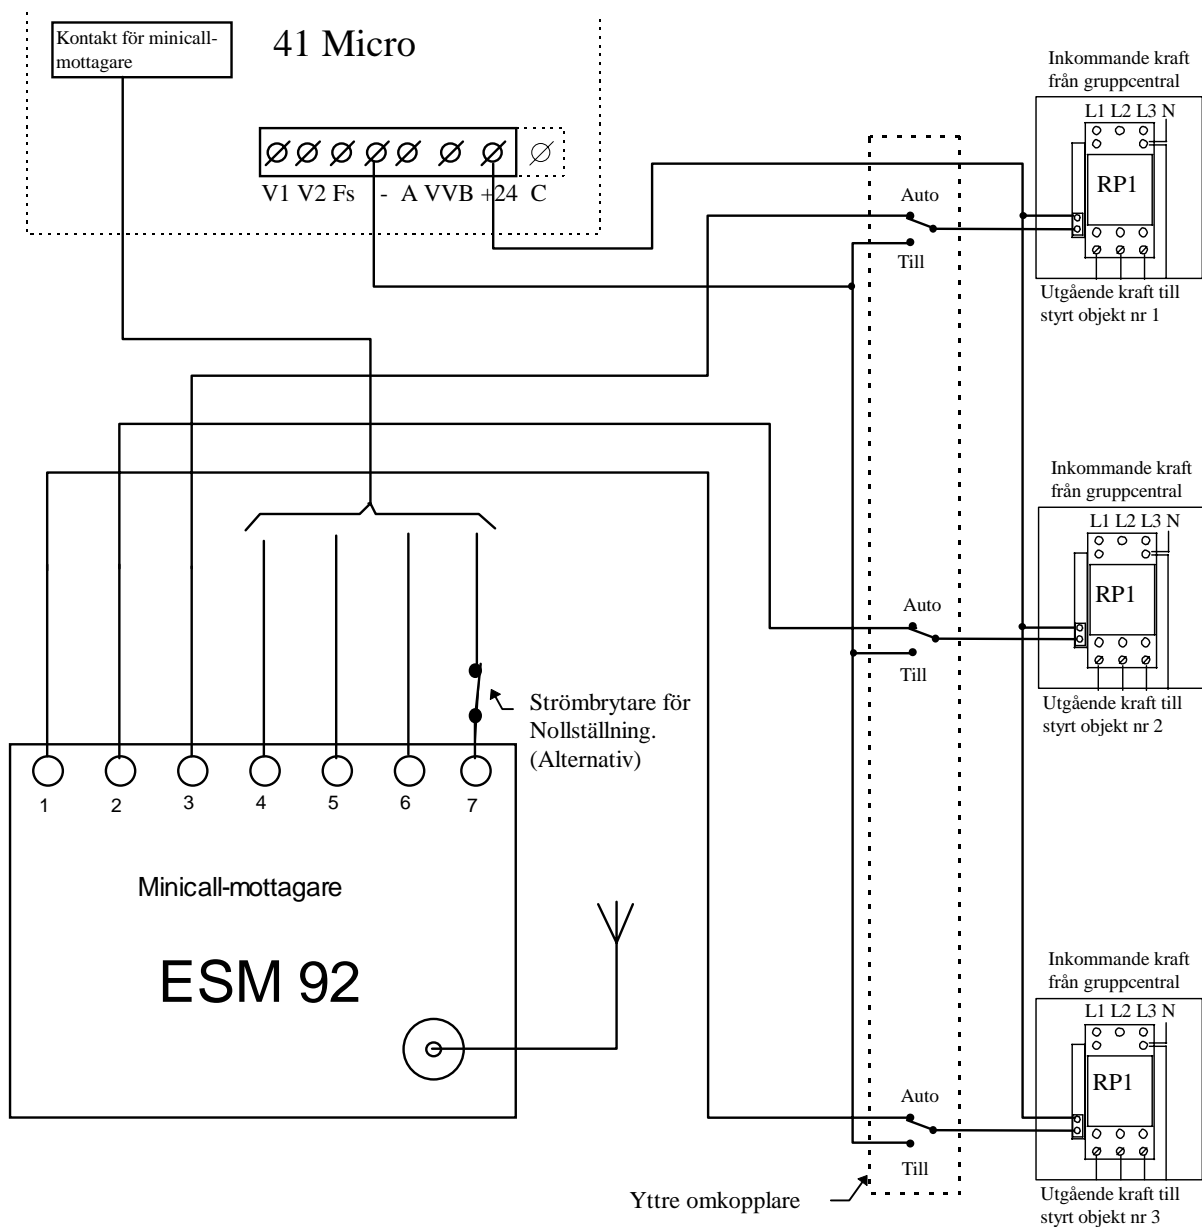 Kontakt för minicall-
mottagare
41 Micro
V1 V2 Fs - A VVB +24 C
Auto
Till
Inkommande kraft
från gruppcentral
L1 L2 L3 N
RP1
Utgående kraft till
styrt objekt nr 1
Auto
Till
Inkommande kraft
från gruppcentral
L1 L2 L3 N
RP1
Utgående kraft till
styrt objekt nr 2
Strömbrytare för
Nollställning.
(Alternativ)
1 2 3 4 5 6 7
Minicall-mottagare
ESM 92
Auto
Till
Inkommande kraft
från gruppcentral
L1 L2 L3 N
RP1
Utgående kraft till
styrt objekt nr 3
Yttre omkopplare